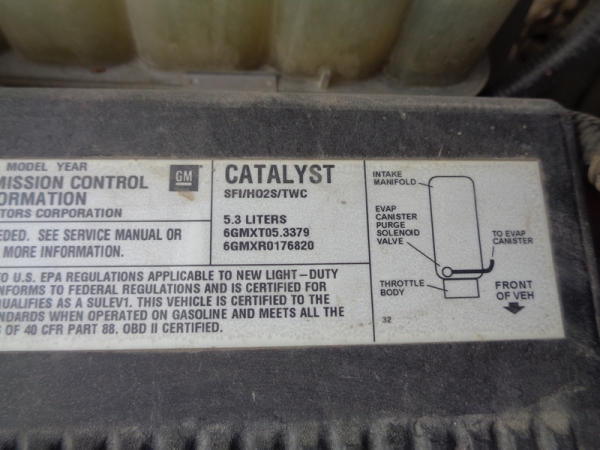 MODEL YEAR
MISSION CONTROL
FORMATION
TORS CORPORATION
GM
CATALYST
SFI/HO2S/TWC
5.3 LITERS
6GMXT05.3379
6GMXR0176820
EDED. SEE SERVICE MANUAL OR
MORE INFORMATION.
TO U.S. EPA REGULATIONS APPLICABLE TO NEW LIGHT-DUTY
NFORMS TO FEDERAL REGULATIONS AND IS CERTIFIED FOR
QUALIFIES AS A SULEV1. THIS VEHICLE IS CERTIFIED TO THE
NDARDS WHEN OPERATED ON GASOLINE AND MEETS ALL THE
S OF 40 CFR PART 88. OBD II CERTIFIED.
INTAKE
MANIFOLD
EVAP
CANISTER
PURGE
SOLENOID
VALVE
TO EVAP
CANISTER
THROTTLE
BODY
FRONT
OF VEH
32